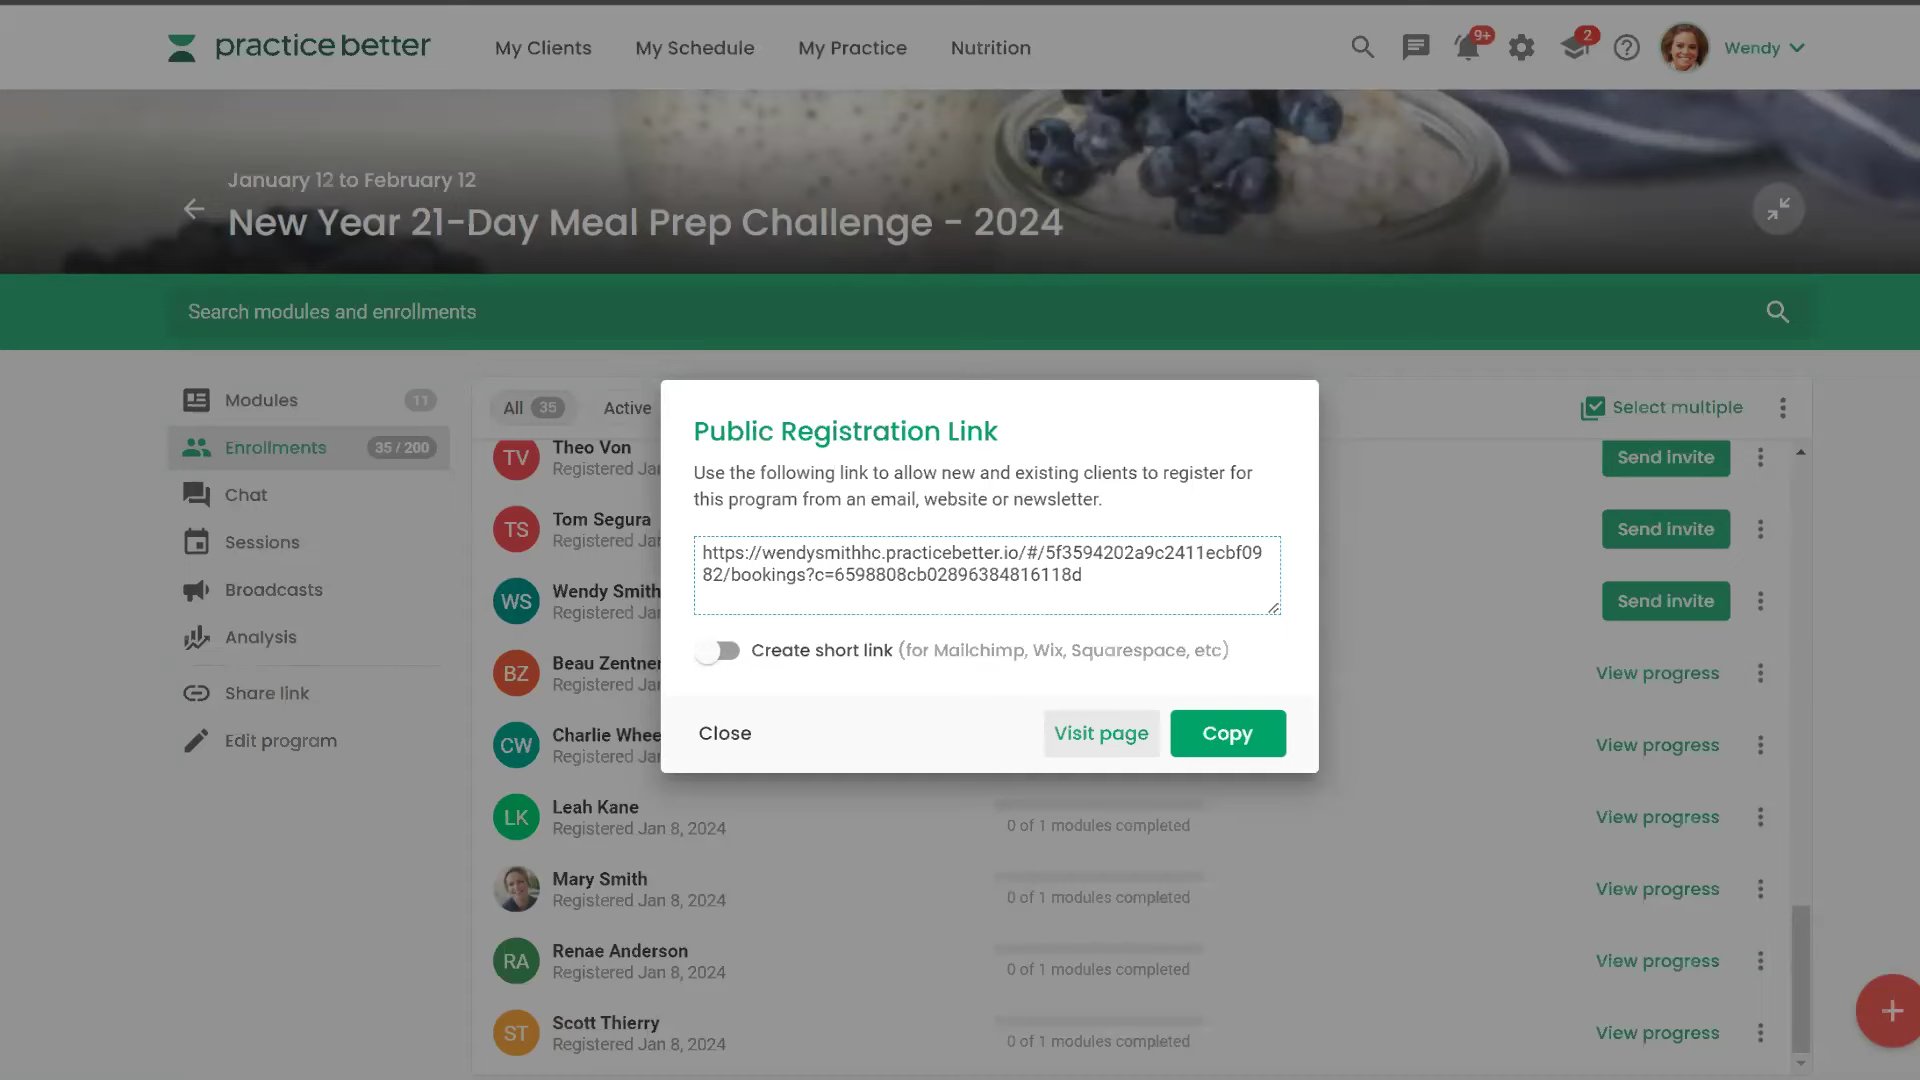 practice better
My Clients
My Schedule
My Practice
Nutrition
9+
2
Wendy
January 12 to February 12
New Year 21-Day Meal Prep Challenge - 2024
Search modules and enrollments
Modules 11
Enrollments 35 / 200
Chat
Sessions
Broadcasts
Analysis
Share link
Edit program
All 35
Active
Select multiple
TV
Theo Von
Registered Jan
Send invite
TS
Tom Segura
Registered Jan
Send invite
WS
Wendy Smith
Registered Jan
Send invite
BZ
Beau Zentner
Registered Jan
View progress
CW
Charlie Whee
Registered Jan
View progress
LK
Leah Kane
Registered Jan 8, 2024
0 of 1 modules completed
View progress
Mary Smith
Registered Jan 8, 2024
0 of 1 modules completed
View progress
RA
Renae Anderson
Registered Jan 8, 2024
0 of 1 modules completed
View progress
ST
Scott Thierry
Registered Jan 8, 2024
0 of 1 modules completed
View progress
Public Registration Link
Use the following link to allow new and existing clients to register for
this program from an email, website or newsletter.
https://wendysmithhc.practicebetter.io/#/5f3594202a9c2411ecbf09
82/bookings?c=6598808cb02896384816118d
Create short link (for Mailchimp, Wix, Squarespace, etc)
Close
Visit page
Copy